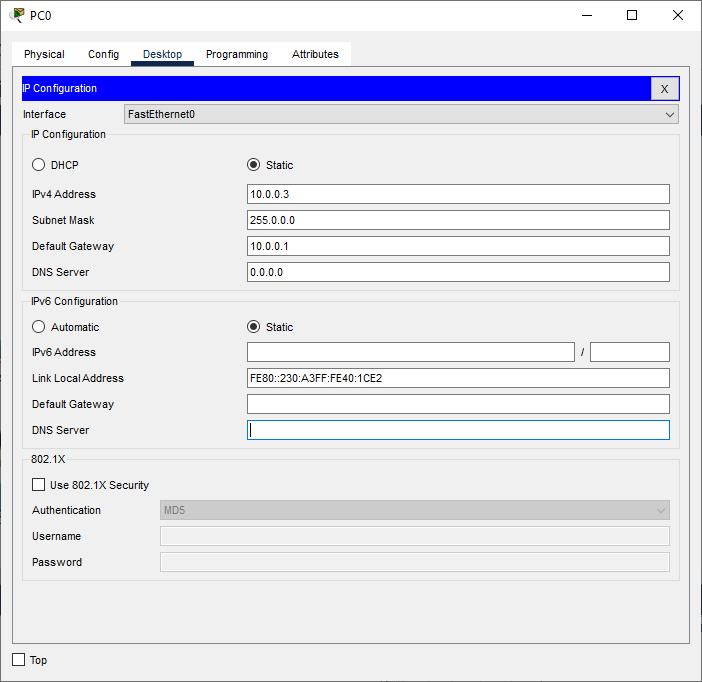 PC0
Physical Config Desktop Programming Attributes
IP Configuration X
Interface FastEthernet0
IP Configuration
DHCP Static
IPv4 Address 10.0.0.3
Subnet Mask 255.0.0.0
Default Gateway 10.0.0.1
DNS Server 0.0.0.0
IPv6 Configuration
Automatic Static
IPv6 Address /
Link Local Address FE80::230:A3FF:FE40:1CE2
Default Gateway
DNS Server
802.1X
Use 802.1X Security
Authentication MD5
Username
Password
Top